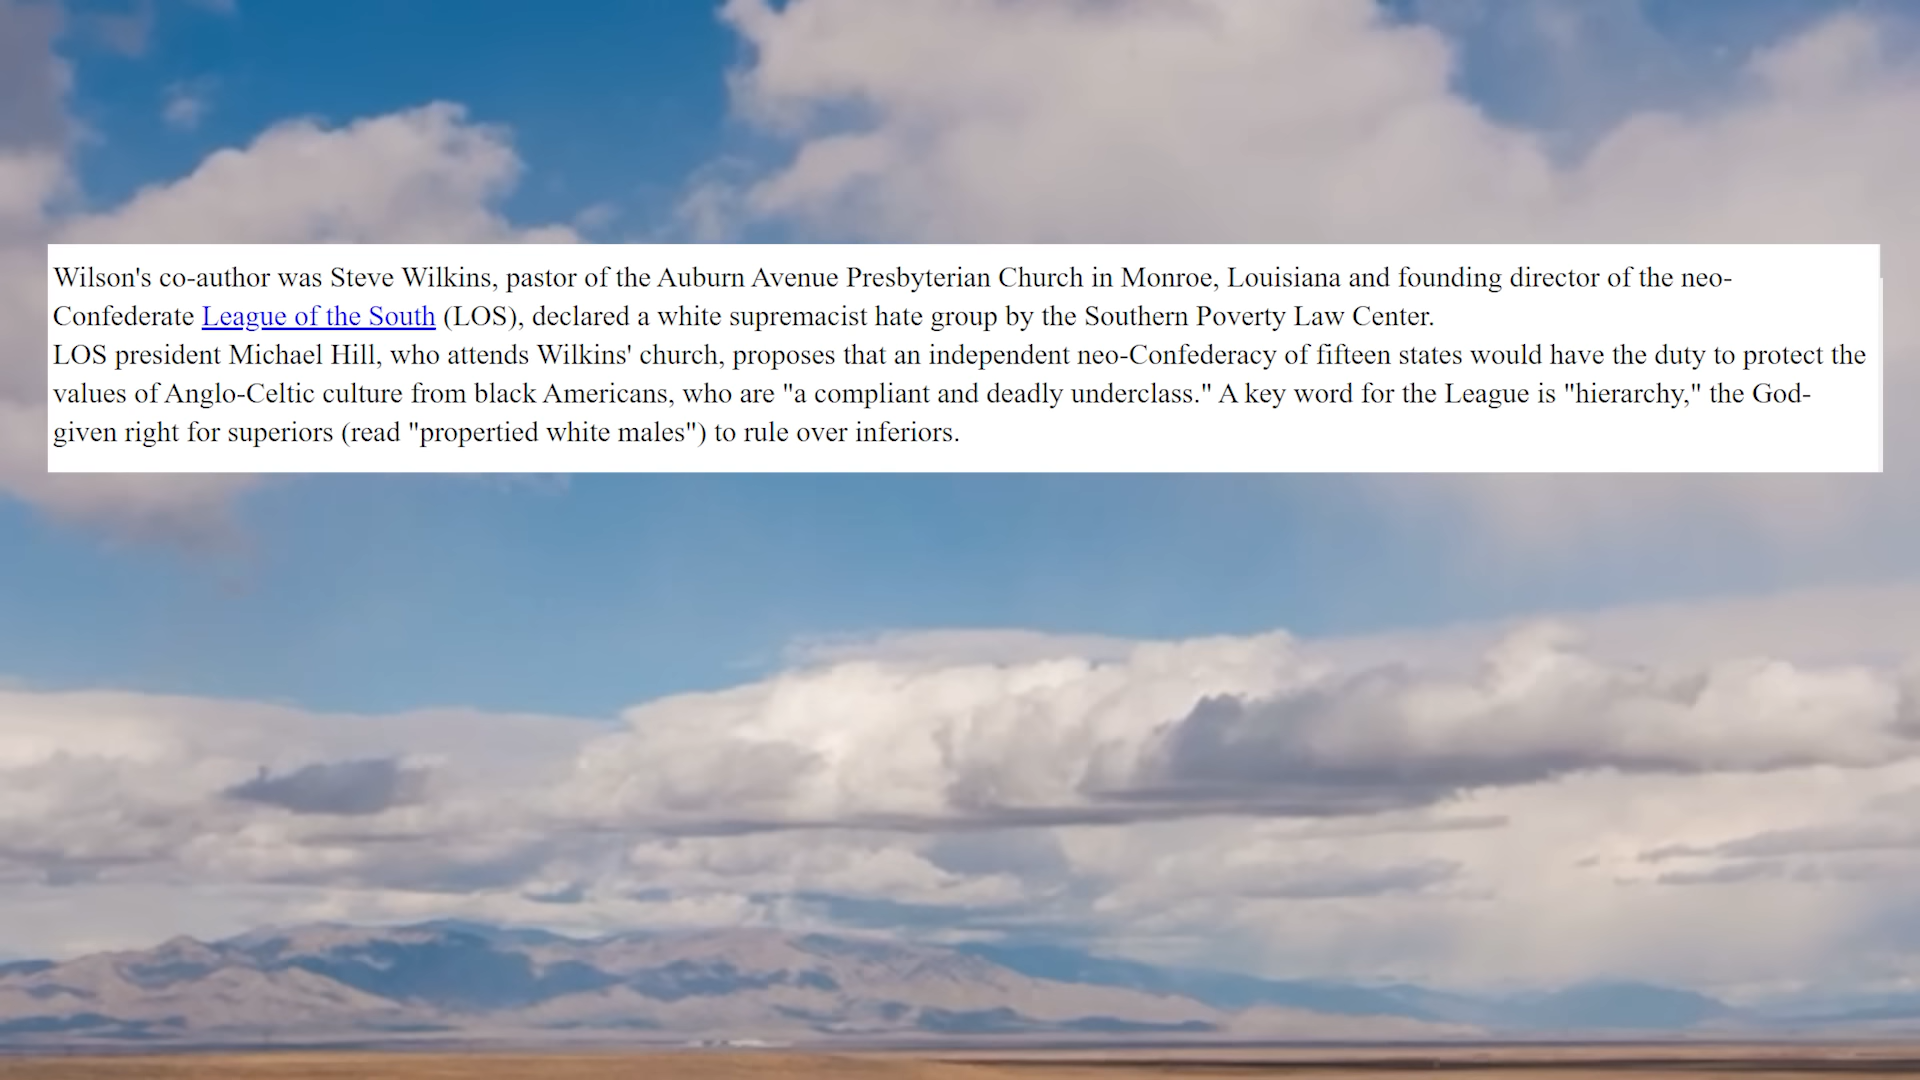 Wilson's co-author was Steve Wilkins, pastor of the Auburn Avenue Presbyterian Church in Monroe, Louisiana and founding director of the neo-
Confederate League of the South (LOS), declared a white supremacist hate group by the Southern Poverty Law Center.
LOS president Michael Hill, who attends Wilkins' church, proposes that an independent neo-Confederacy of fifteen states would have the duty to protect the
values of Anglo-Celtic culture from black Americans, who are "a compliant and deadly underclass." A key word for the League is "hierarchy," the God-
given right for superiors (read "propertied white males") to rule over inferiors.